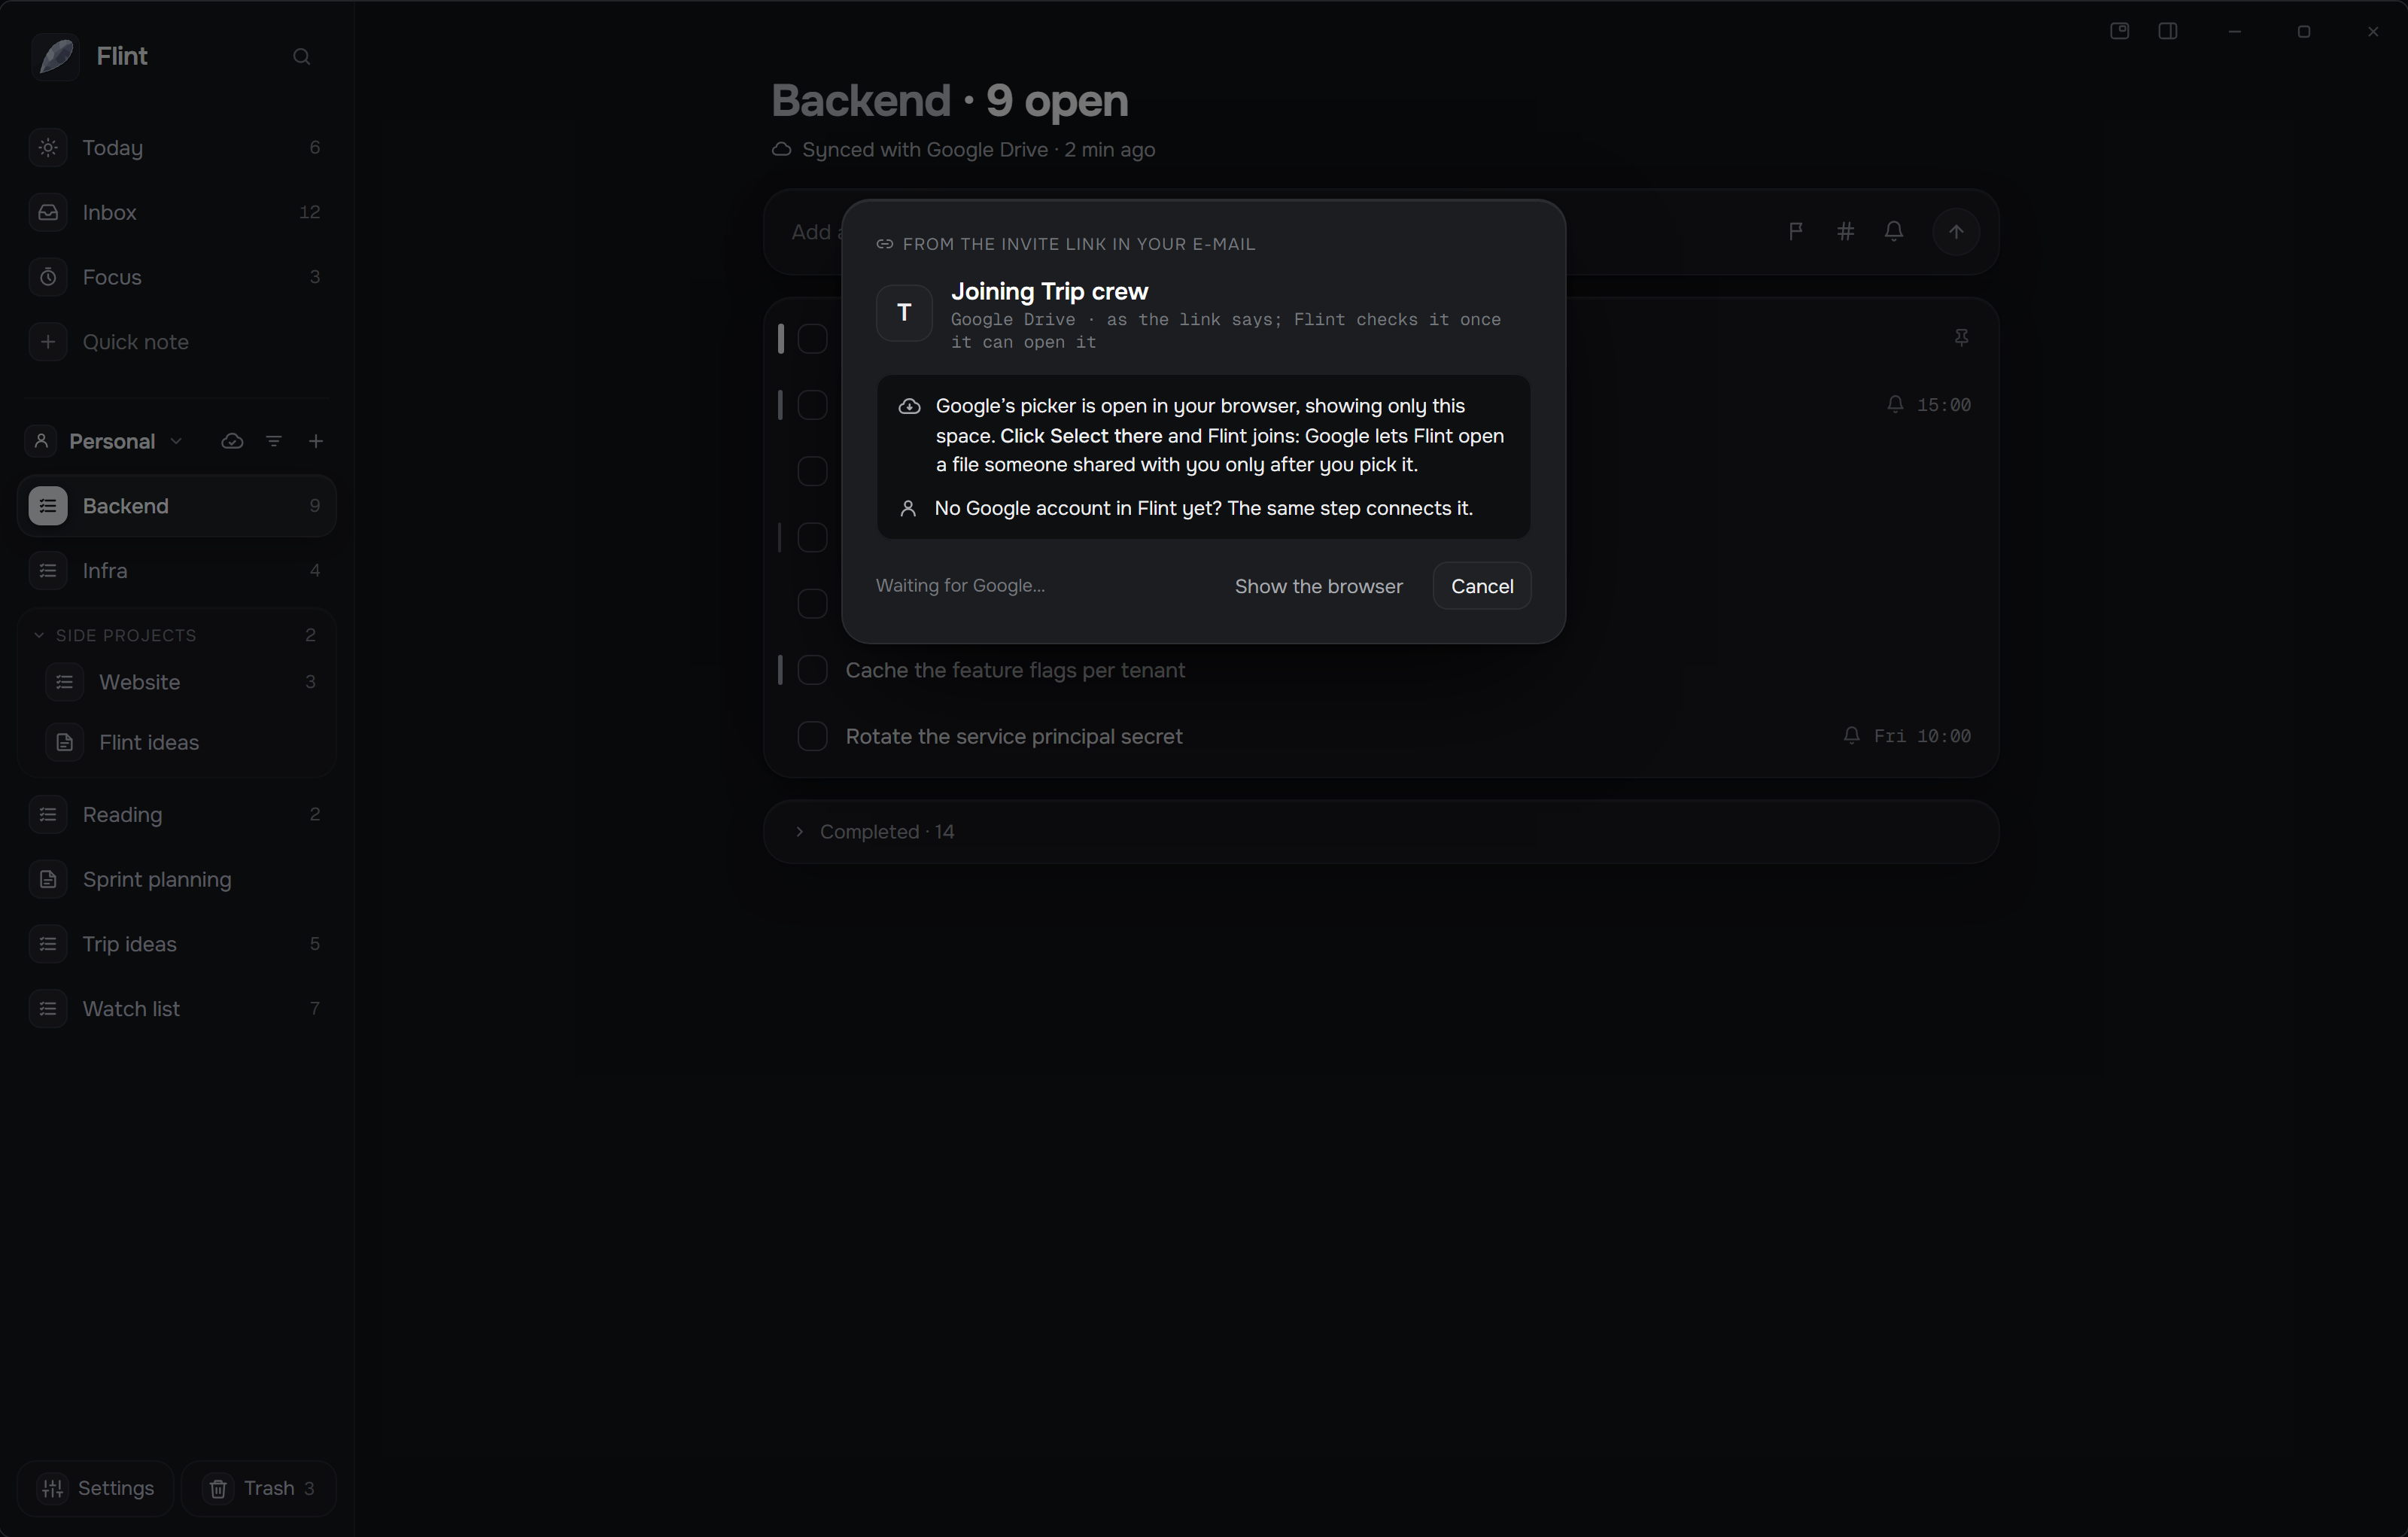 Flint
Today 6
Inbox 12
Focus 3
Quick note
Personal
Backend 9
Infra 4
SIDE PROJECTS 2
Website 3
Flint ideas
Reading 2
Sprint planning
Trip ideas 5
Watch list 7
Settings
Trash 3
Backend · 9 open
Synced with Google Drive · 2 min ago
Add
FROM THE INVITE LINK IN YOUR E-MAIL
T
Joining Trip crew
Google Drive · as the link says; Flint checks it once
it can open it
Google’s picker is open in your browser, showing only this
space. Click Select there and Flint joins: Google lets Flint open
a file someone shared with you only after you pick it.
No Google account in Flint yet? The same step connects it.
Waiting for Google...
Show the browser
Cancel
15:00
Cache the feature flags per tenant
Rotate the service principal secret
Fri 10:00
Completed · 14